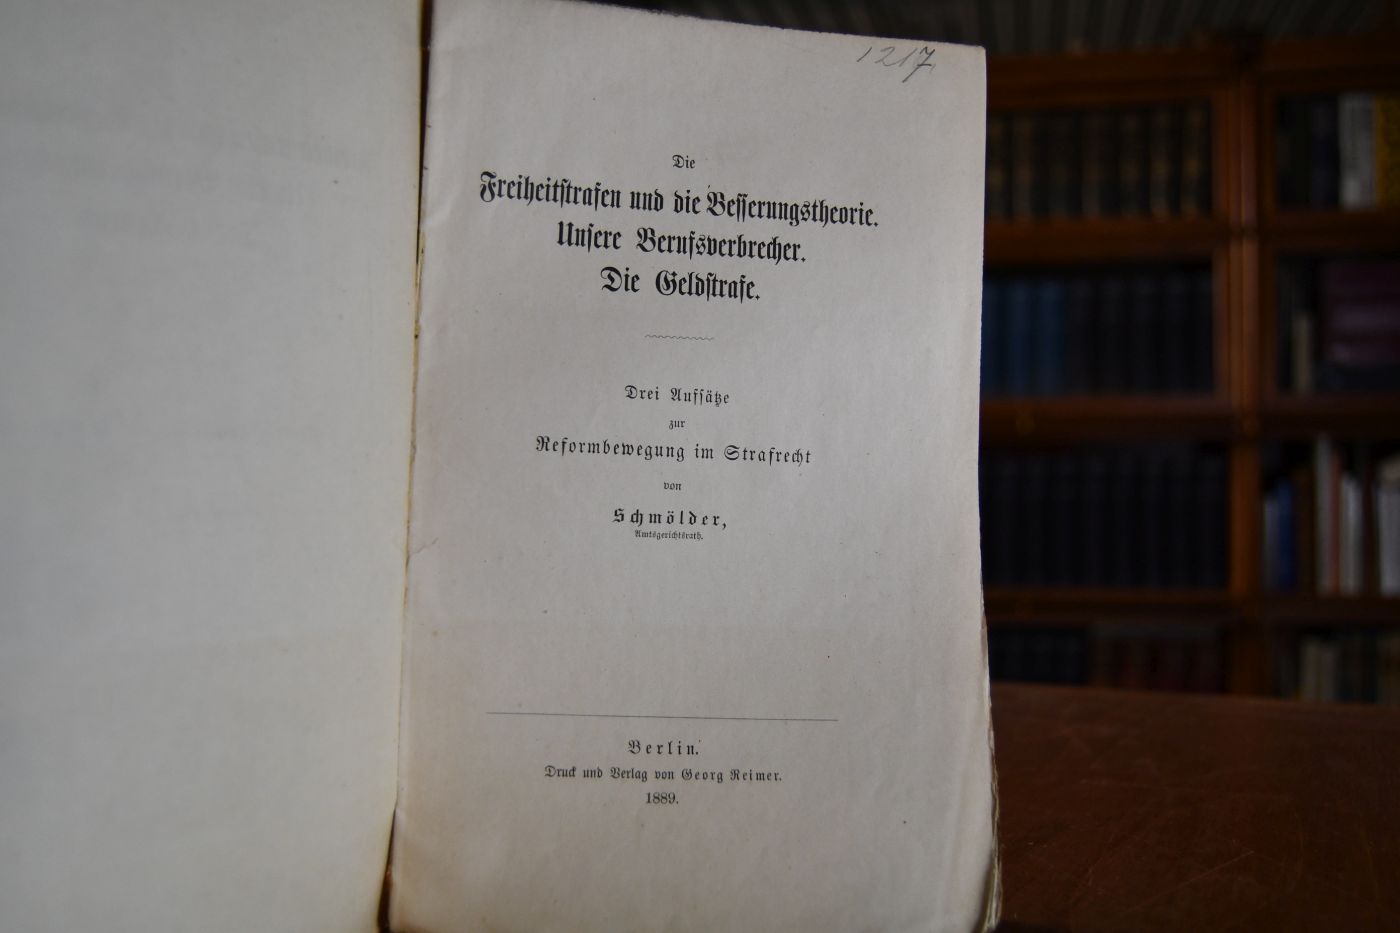 1217
Die
Freiheitstrafen und die Besserungstheorie.
Unsere Berufsverbrecher.
Die Geldstrafe.
Drei Aufsätze
zur
Reformbewegung im Strafrecht
von
Schmölder,
Amtsgerichtsrath.
Berlin.
Druck und Verlag von Georg Reimer.
1889.